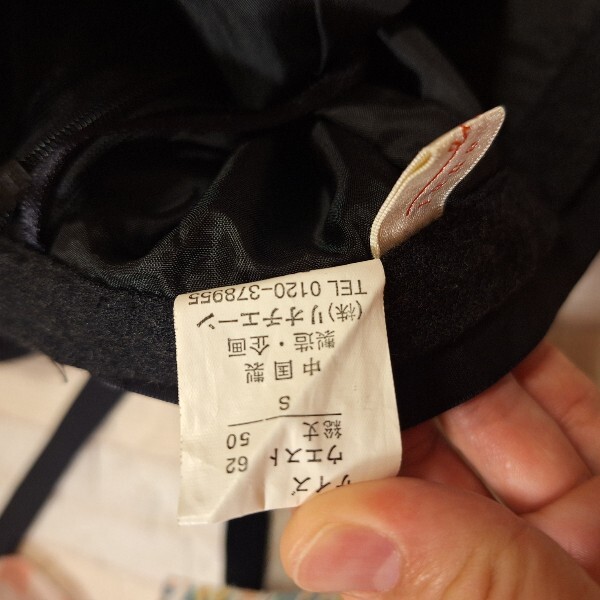 サイズ
ウエスト 62
総丈 50
S
中国製
製造・企画
(株)リオチエーン
TEL 0120-378955